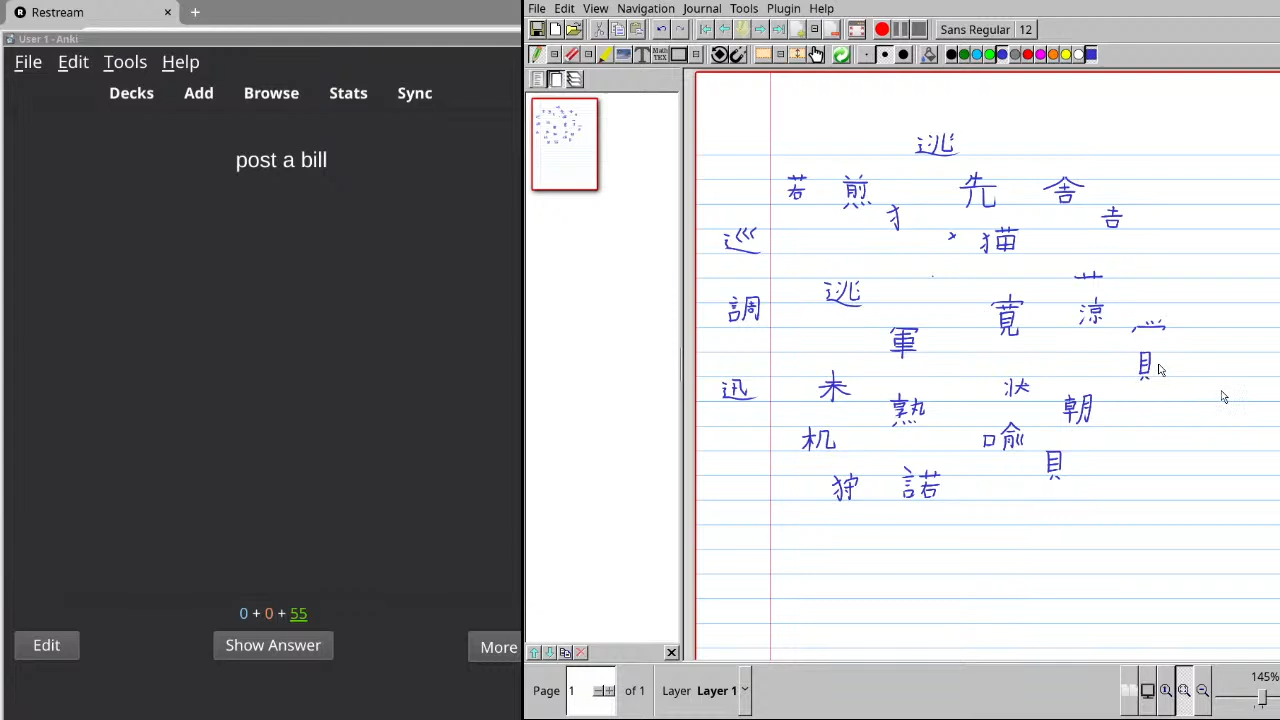 Restream
User 1 - Anki
File Edit Tools Help
Decks Add Browse Stats Sync
post a bill
0 + 0 + 55
Edit Show Answer More
File Edit View Navigation Journal Tools Plugin Help
Sans Regular 12
逃
若 煎 先 舎
扌 吉
巡 猫
艹
調 逃 寛 涼
軍
貝
迅 未 状
熟 朝
机 喩
貝
狩 諾
Page 1 of 1 Layer Layer 1
145%